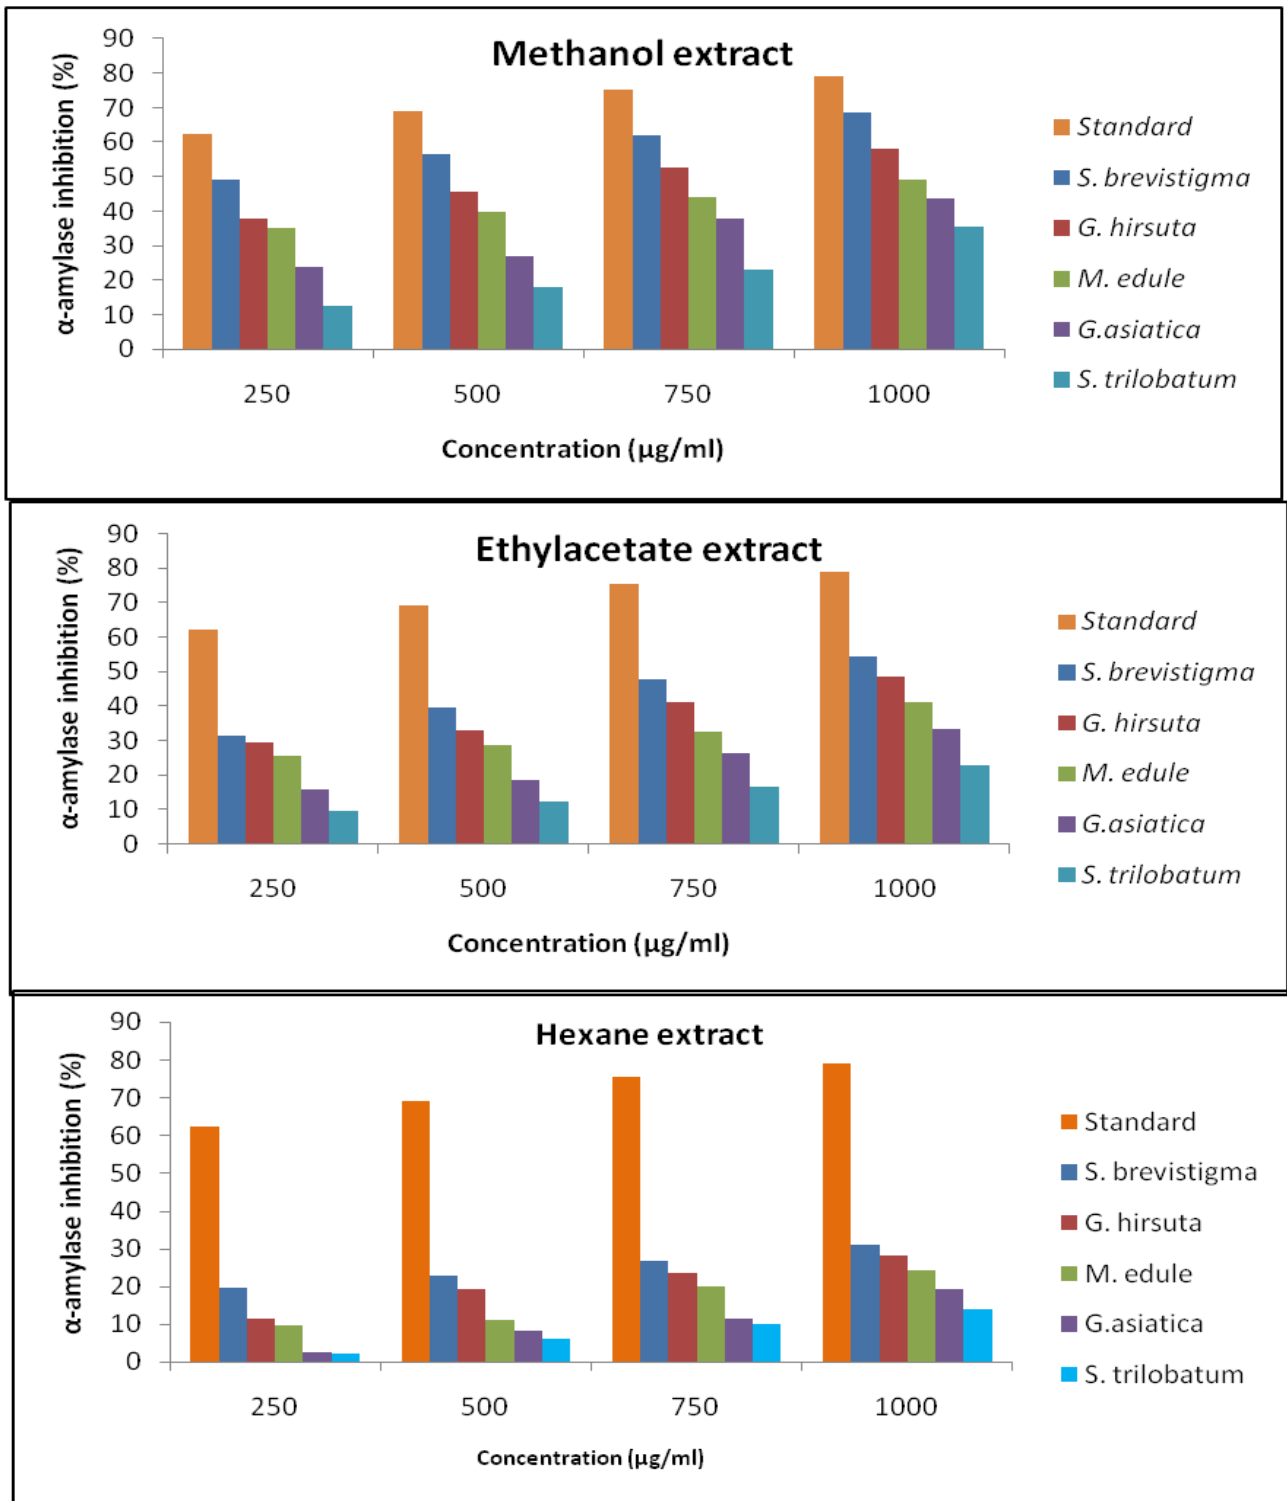 Methanol extract
α-amylase inhibition (%)
90
80
70
60
50
40
30
20
10
0
250 500 750 1000
Concentration (µg/ml)
Standard
S. brevistigma
G. hirsuta
M. edule
G.asiatica
S. trilobatum
Ethylacetate extract
α-amylase inhibition (%)
90
80
70
60
50
40
30
20
10
0
250 500 750 1000
Concentration (µg/ml)
Standard
S. brevistigma
G. hirsuta
M. edule
G.asiatica
S. trilobatum
Hexane extract
α-amylase inhibition (%)
90
80
70
60
50
40
30
20
10
0
250 500 750 1000
Concentration (µg/ml)
Standard
S. brevistigma
G. hirsuta
M. edule
G.asiatica
S. trilobatum